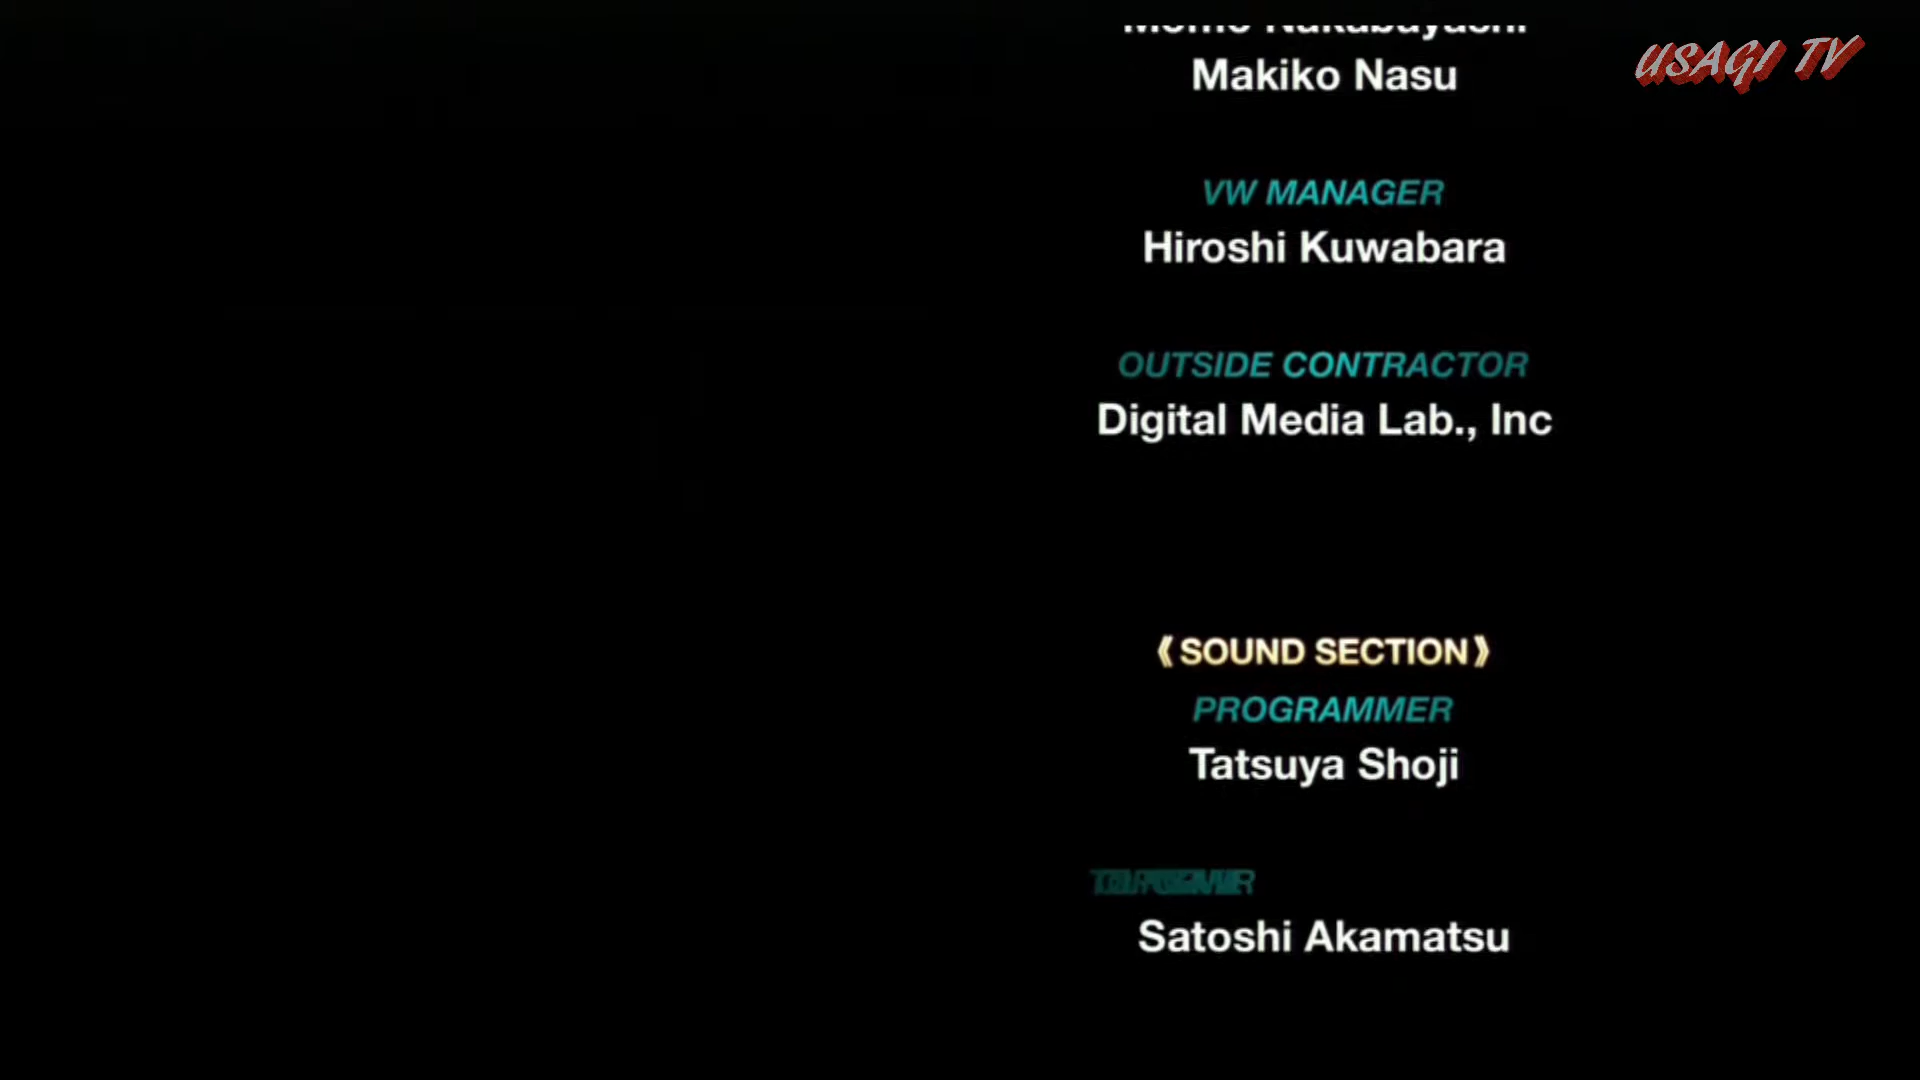 USAGI TV
Makiko Nasu
VW MANAGER
Hiroshi Kuwabara
OUTSIDE CONTRACTOR
Digital Media Lab., Inc
《SOUND SECTION》
PROGRAMMER
Tatsuya Shoji
Satoshi Akamatsu